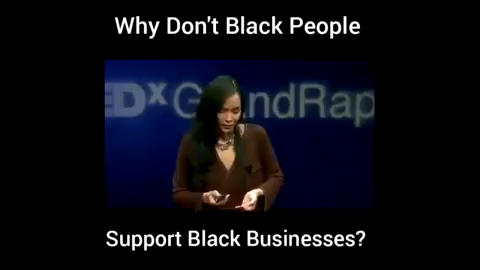 Why Don't Black People
EDx GrandRap
Support Black Businesses?